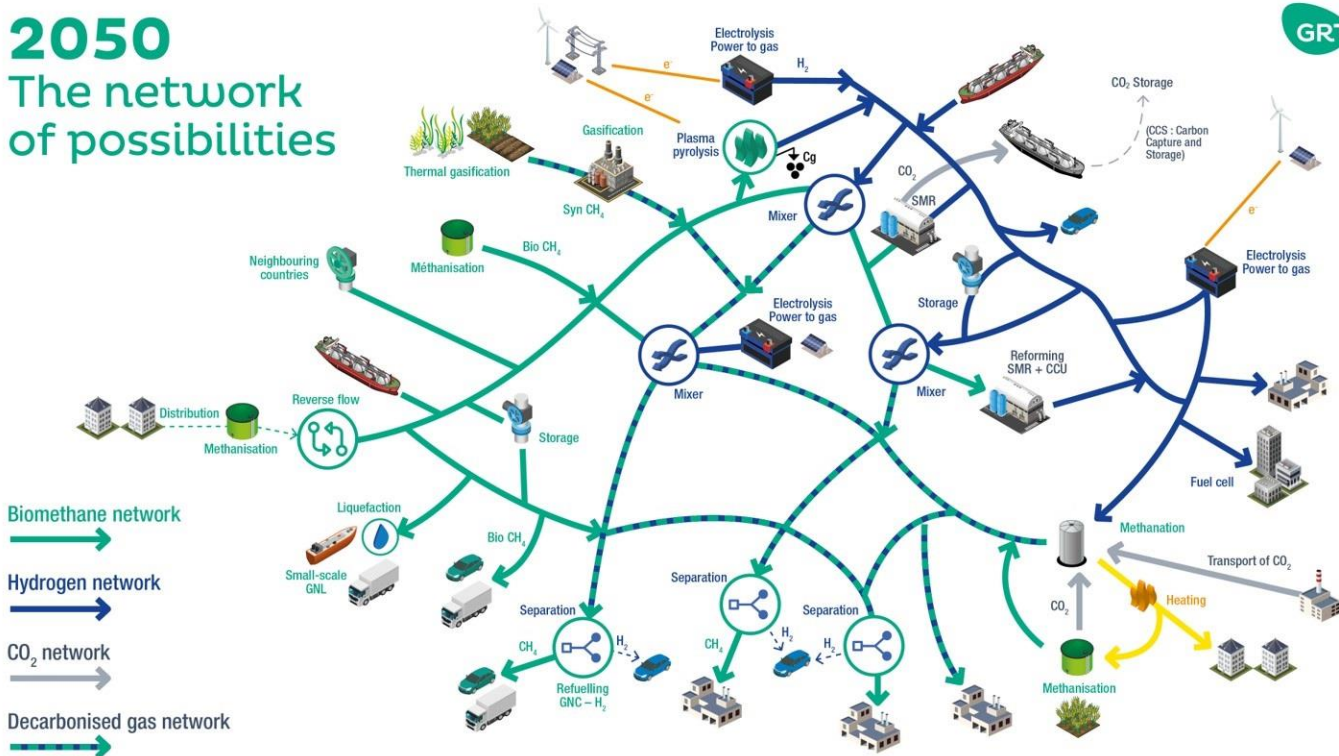 2050
The network
of possibilities
GRT
Electrolysis
Power to gas
H₂
e⁻
e⁻
CO₂ Storage
(CCS : Carbon
Capture and
Storage)
Gasification
Plasma
pyrolysis
Cg
Thermal gasification
CO₂
SMR
Syn CH₄
Mixer
e⁻
Bio CH₄
Méthanisation
Neighbouring
countries
Storage
Electrolysis
Power to gas
Electrolysis
Power to gas
Reforming
SMR + CCU
Mixer
Mixer
Reverse flow
Distribution
Methanisation
Storage
Fuel cell
Biomethane network
Liquefaction
Bio CH₄
Small-scale
GNL
Methanation
Transport of CO₂
Hydrogen network
Separation
Separation
Separation
CO₂
Heating
CO₂ network
CH₄
H₂
CH₄
H₂
H₂
Refuelling
GNC – H₂
Methanisation
Decarbonised gas network